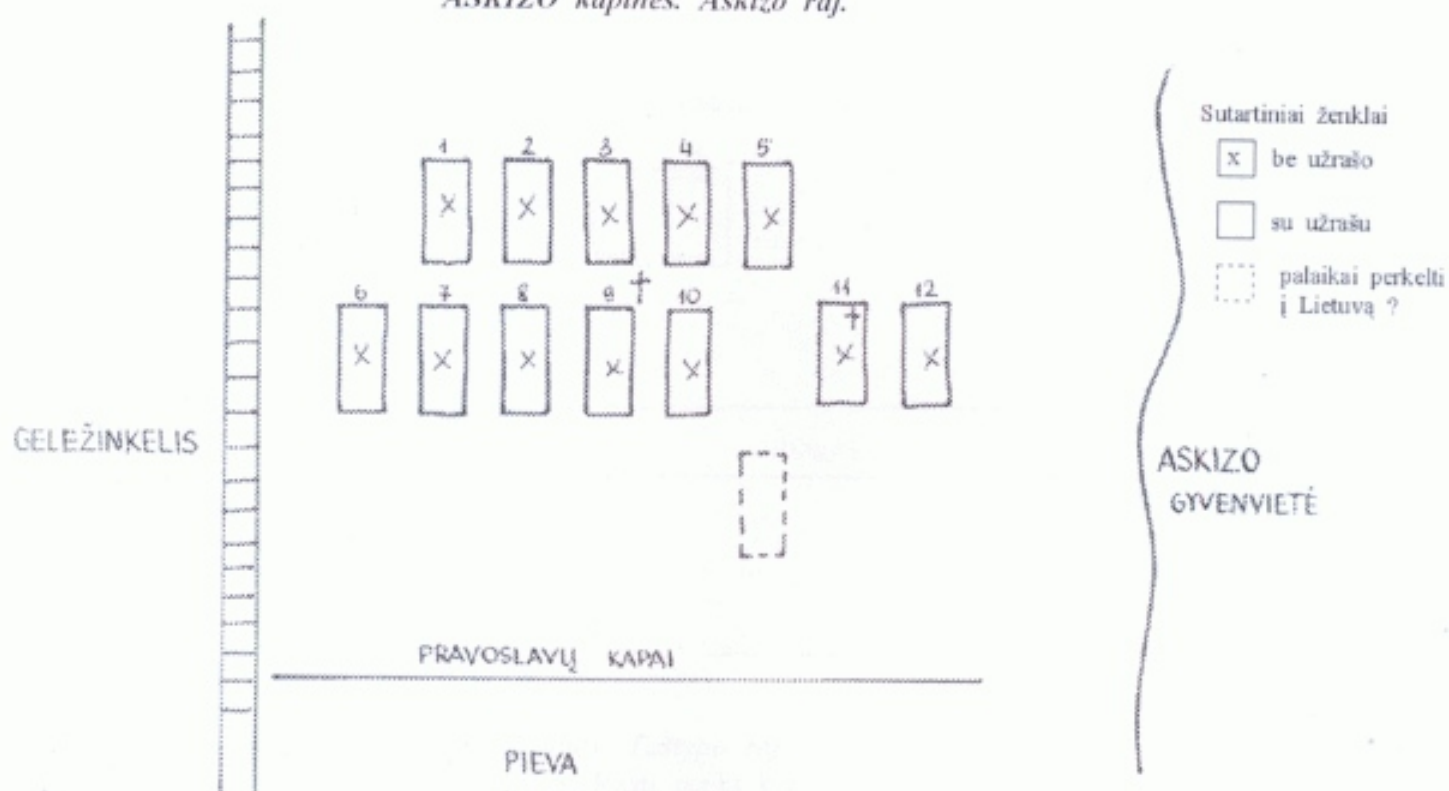 ASKIZO kapinės. Askizo raj.
Sutartiniai ženklai
x be užrašo
su užrašu
palaikai perkelti
į Lietuvą ?
1 2 3 4 5
x x x x x
6 7 8 9 10 11 12
x x x x x x x
GELEŽINKELIS
ASKIZO
GYVENVIETĖ
PRAVOSLAVŲ KAPAI
PIEVA